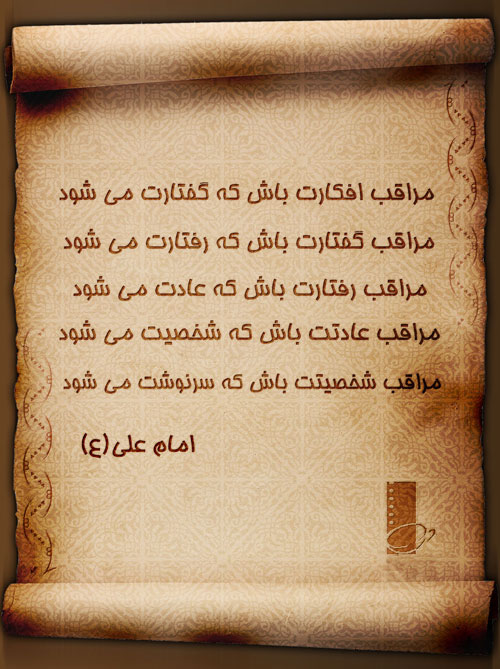 مراقب افکارت باش که گفتارت می شود
مراقب گفتارت باش که رفتارت می شود
مراقب رفتارت باش که عادت می شود
مراقب عادتت باش که شخصیت می شود
مراقب شخصیتت باش که سرنوشت می شود
امام علی(ع)